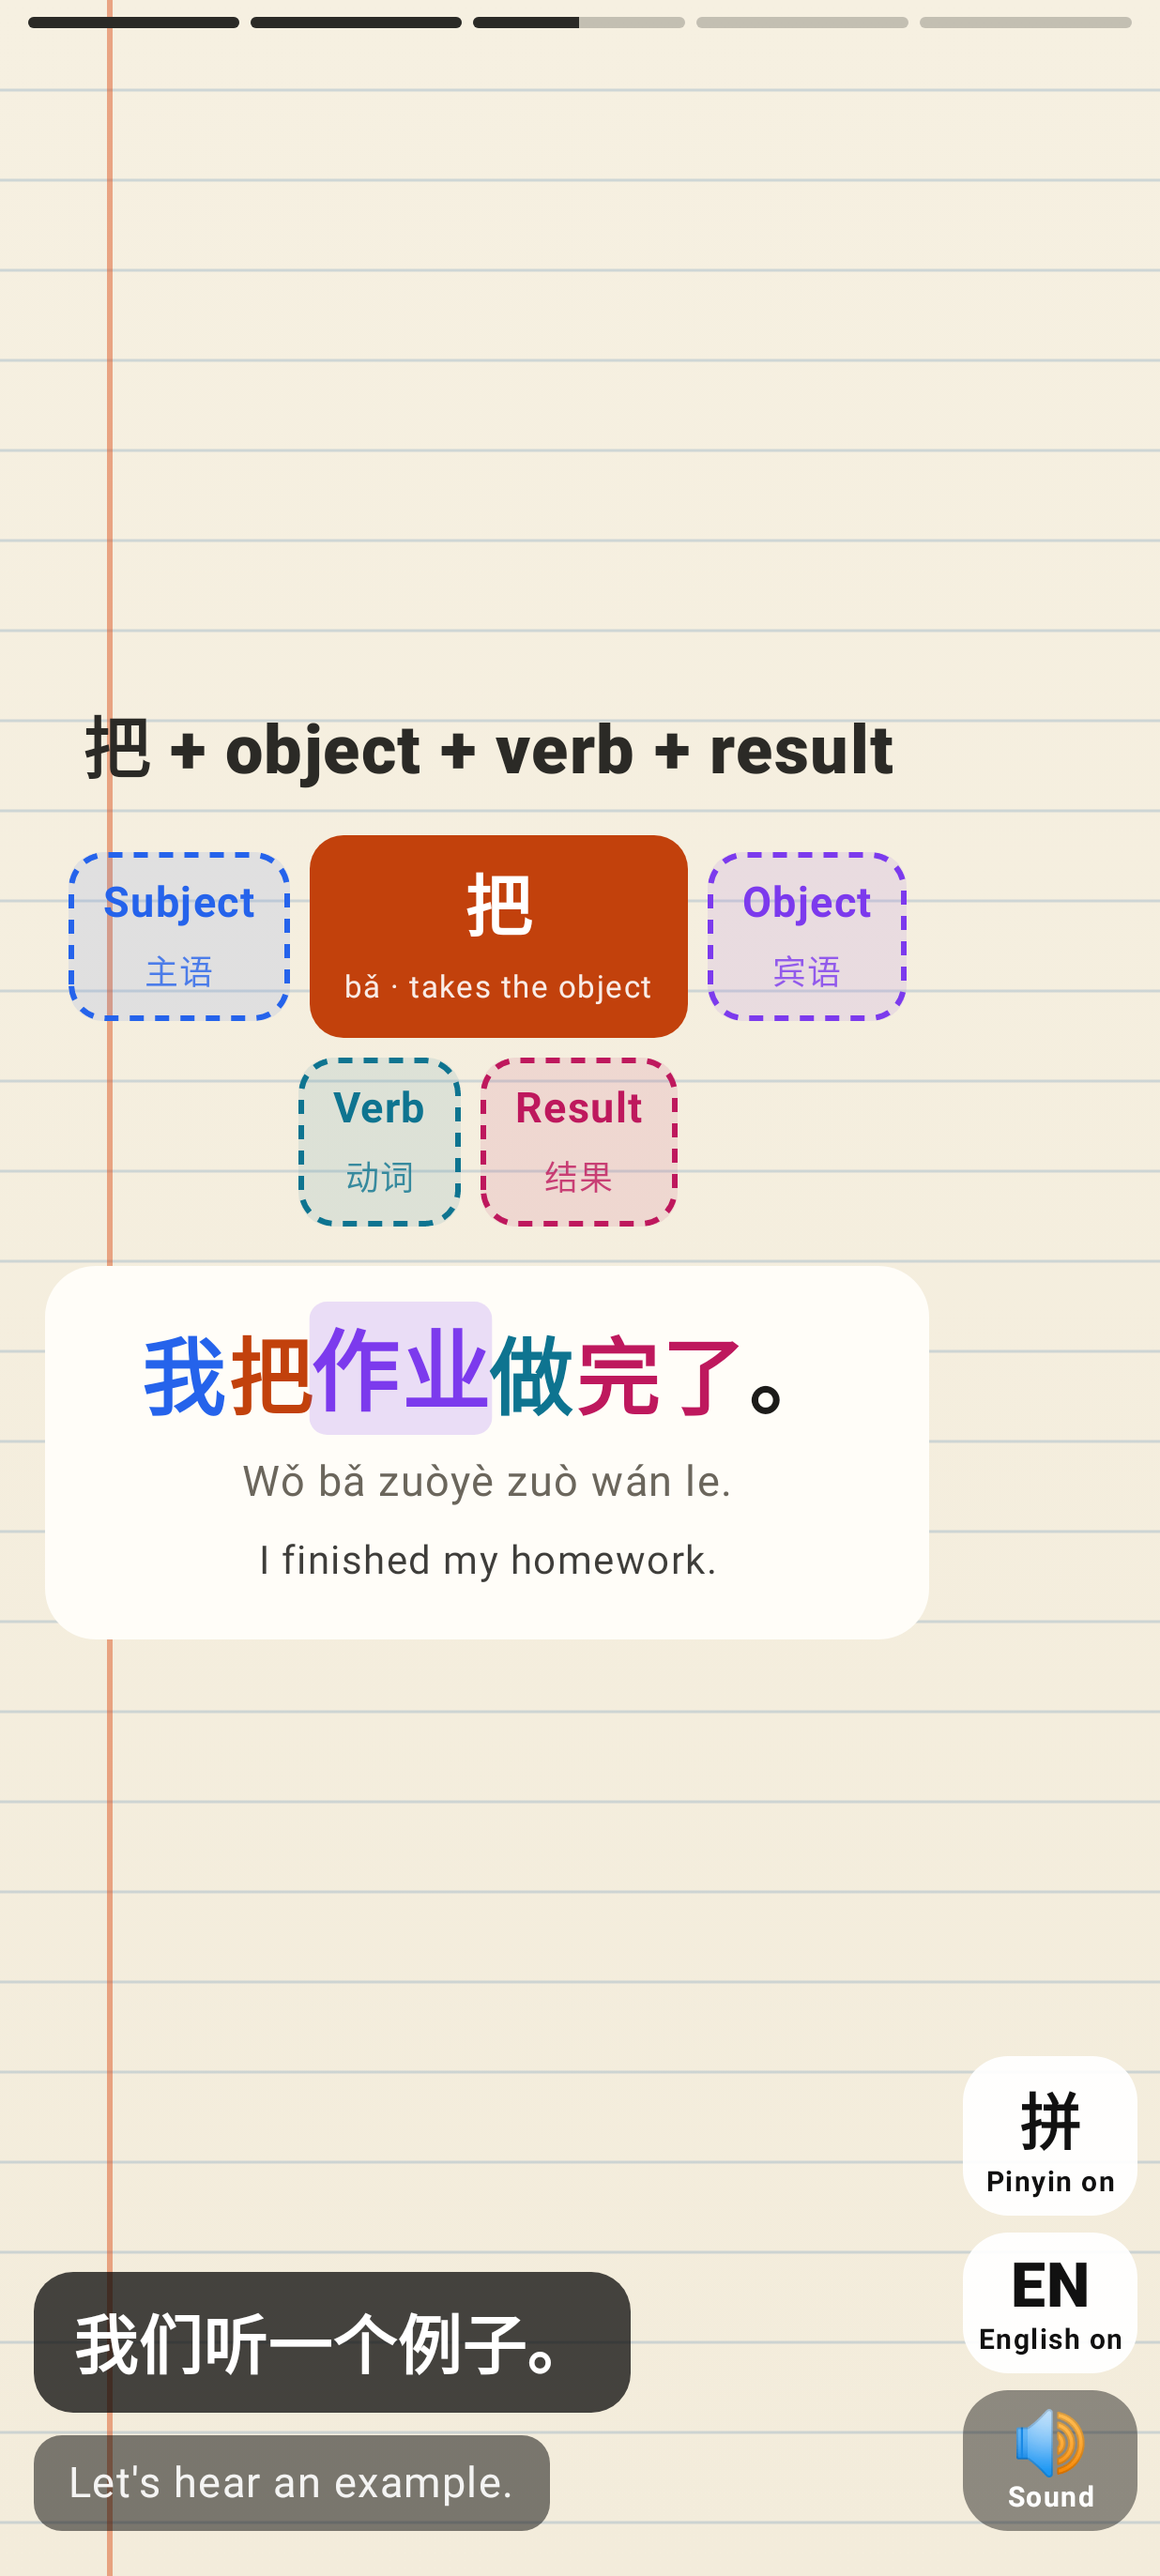 把 + object + verb + result
Subject
主语
把
bǎ · takes the object
Object
宾语
Verb
动词
Result
结果
我把作业做完了。
Wǒ bǎ zuòyè zuò wán le.
I finished my homework.
拼
Pinyin on
EN
English on
Sound
我们听一个例子。
Let's hear an example.